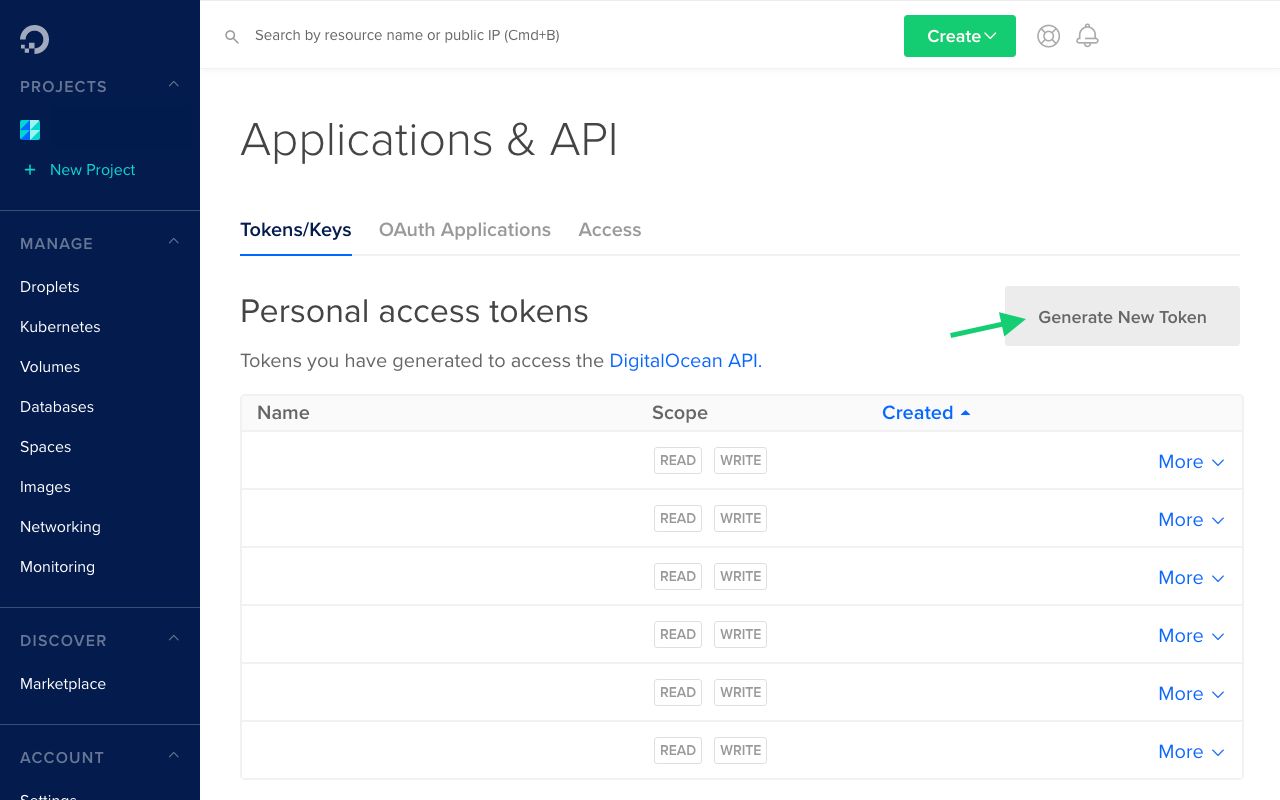 PROJECTS
+ New Project
MANAGE
Droplets
Kubernetes
Volumes
Databases
Spaces
Images
Networking
Monitoring
DISCOVER
Marketplace
ACCOUNT
Settings
Search by resource name or public IP (Cmd+B)
Create
Applications & API
Tokens/Keys OAuth Applications Access
Personal access tokens
Generate New Token
Tokens you have generated to access the DigitalOcean API.
Name Scope Created
READ WRITE More
READ WRITE More
READ WRITE More
READ WRITE More
READ WRITE More
READ WRITE More